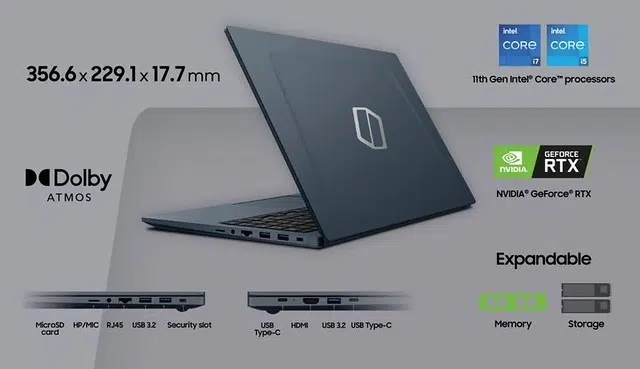 356.6 x 229.1 x 17.7 mm
intel
CORE
i7
intel
CORE
i5
11th Gen Intel® Core™ processors
Dolby
ATMOS
NVIDIA
GEFORCE
RTX
NVIDIA® GeForce® RTX
Expandable
Memory
Storage
MicroSD
card
HP/MIC
RJ45
USB 3.2
Security slot
USB
Type-C
HDMI
USB 3.2
USB Type-C